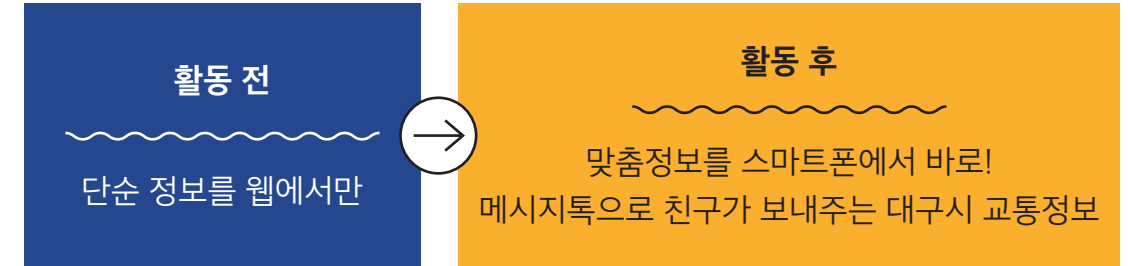 활동 전
단순 정보를 웹에서만
활동 후
맞춤정보를 스마트폰에서 바로!
메시지톡으로 친구가 보내주는 대구시 교통정보